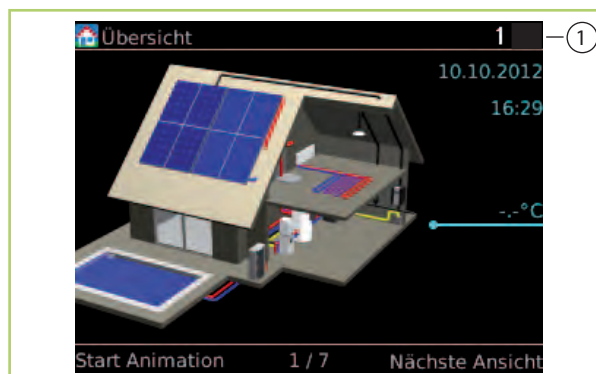 Übersicht 1 1
10.10.2012
16:29
-.-°C
Start Animation 1 / 7 Nächste Ansicht